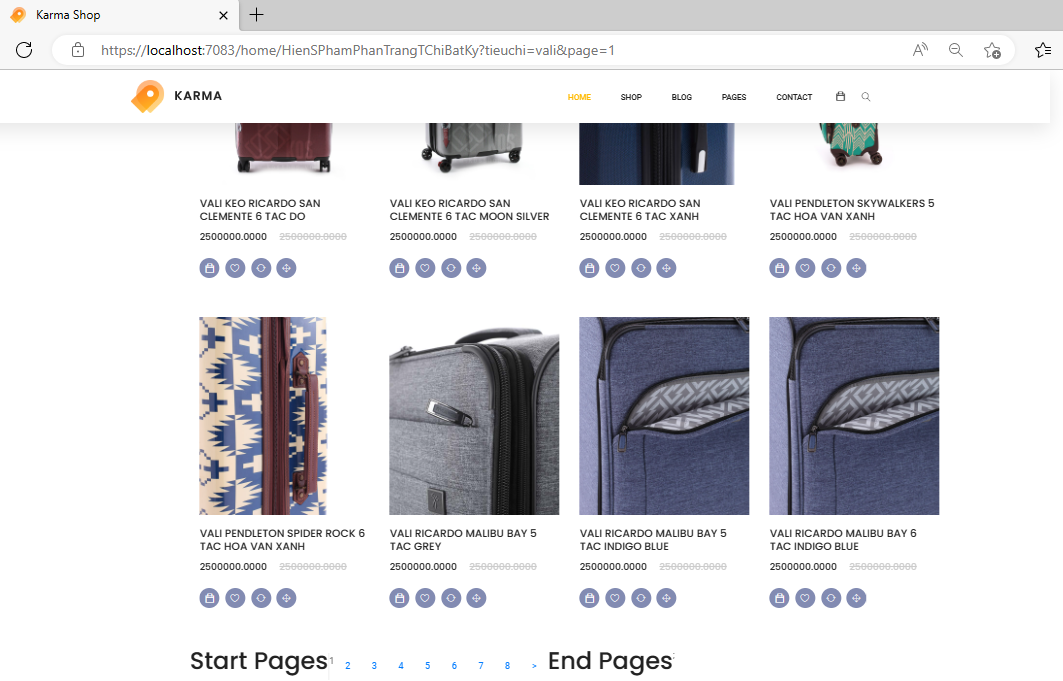 Karma Shop
https://localhost:7083/home/HienSPhamPhanTrangTChiBatKy?tieuchi=vali&page=1
KARMA
HOME SHOP BLOG PAGES CONTACT
VALI KEO RICARDO SAN
CLEMENTE 6 TAC DO
2500000.0000 2500000.0000
VALI KEO RICARDO SAN
CLEMENTE 6 TAC MOON SILVER
2500000.0000 2500000.0000
VALI KEO RICARDO SAN
CLEMENTE 6 TAC XANH
2500000.0000 2500000.0000
VALI PENDLETON SKYWALKERS 5
TAC HOA VAN XANH
2500000.0000 2500000.0000
VALI PENDLETON SPIDER ROCK 6
TAC HOA VAN XANH
2500000.0000 2500000.0000
VALI RICARDO MALIBU BAY 5
TAC GREY
2500000.0000 2500000.0000
VALI RICARDO MALIBU BAY 5
TAC INDIGO BLUE
2500000.0000 2500000.0000
VALI RICARDO MALIBU BAY 6
TAC INDIGO BLUE
2500000.0000 2500000.0000
Start Pages 1 2 3 4 5 6 7 8 > End Pages